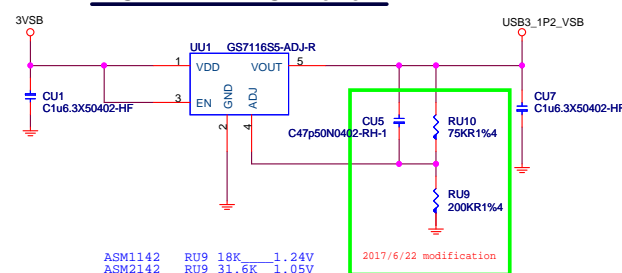 3VSB
USB3_1P2_VSB
UU1 GS7116S5-ADJ-R
1 VDD VOUT 5
3 EN GND ADJ
2 4
CU1
C1u6.3X50402-HF
CU5
C47p50N0402-RH-1
RU10
75KR1%4
CU7
C1u6.3X50402-HF
RU9
200KR1%4
2017/6/22 modification
ASM1142 RU9 18K____1.24V
ASM2142 RU9 31.6K 1.05V